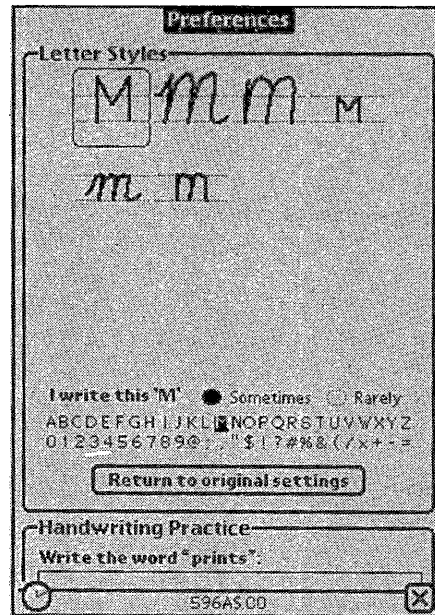 Preferences
Letter Styles
M M M M
m m
I write this 'M' Sometimes Rarely
ABCDEFGHIJKLMNOPQRSTUVWXYZ
0123456789@:;,"$!?#%&(/x+-=
Return to original settings
Handwriting Practice
Write the word "prints":
596AS00